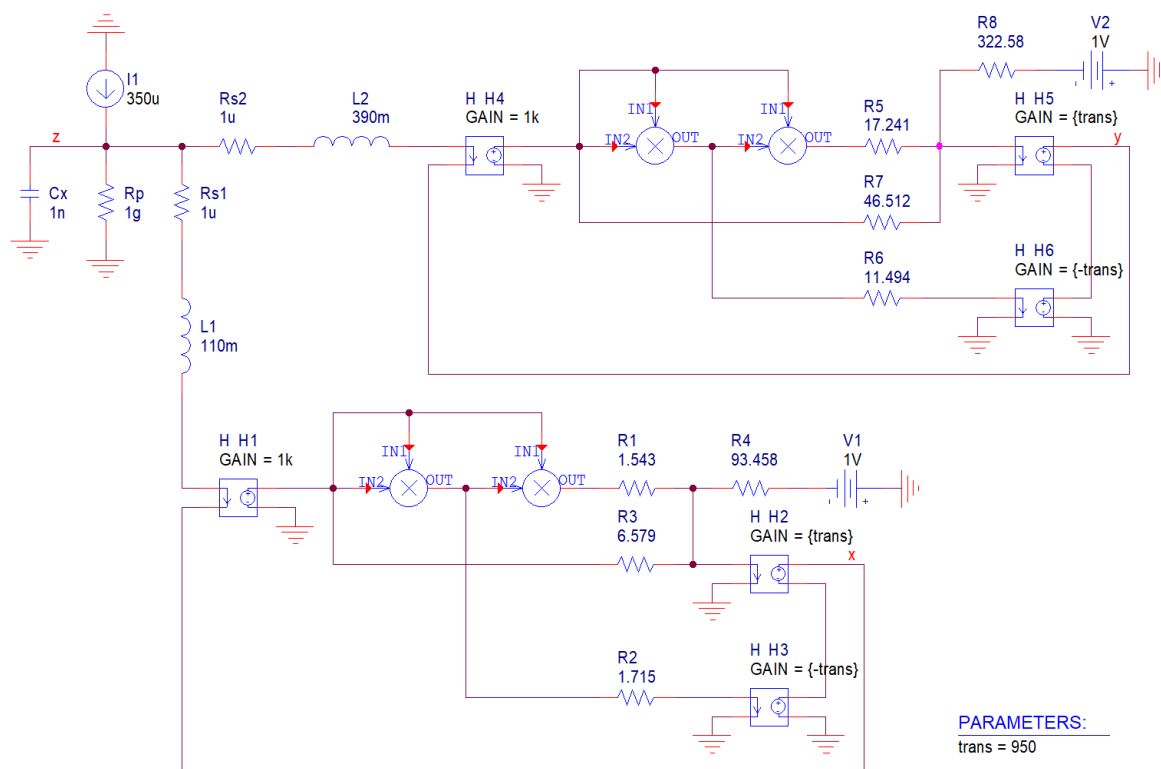 I1
350u
z
Rs2
1u
L2
390m
H H4
GAIN = 1k
IN1
IN2
OUT
IN1
IN2
OUT
R5
17.241
R8
322.58
V2
1V
-
+
H H5
GAIN = {trans}
y
Cx
1n
Rp
1g
Rs1
1u
R7
46.512
R6
11.494
H H6
GAIN = {-trans}
L1
110m
H H1
GAIN = 1k
IN1
IN2
OUT
IN1
IN2
OUT
R1
1.543
R4
93.458
V1
1V
-
+
R3
6.579
H H2
GAIN = {trans}
x
R2
1.715
H H3
GAIN = {-trans}
PARAMETERS:
trans = 950